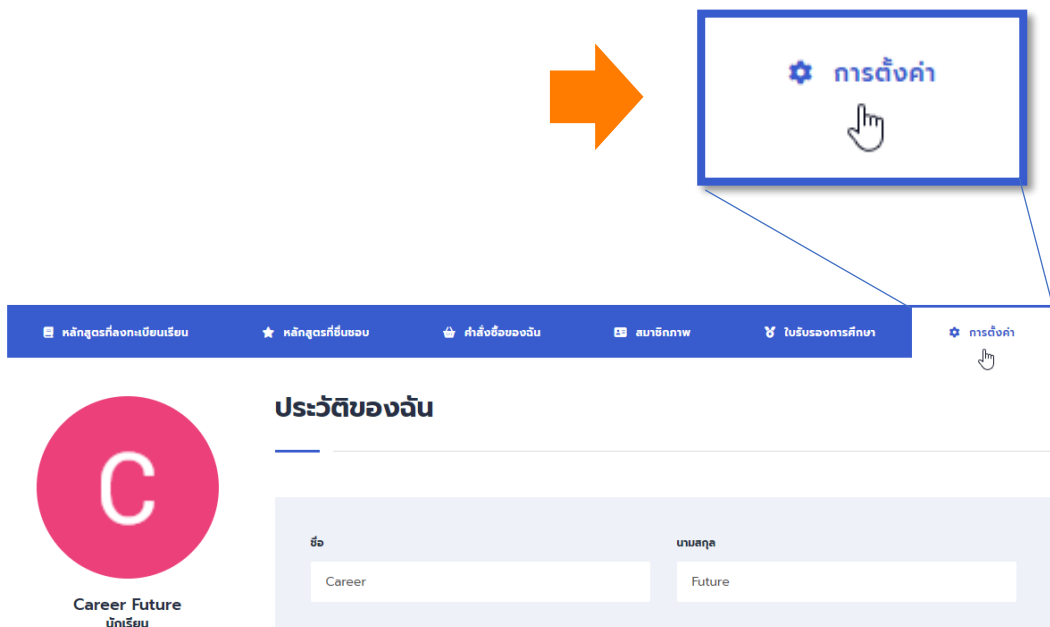 การตั้งค่า
หลักสูตรที่ลงทะเบียนเรียน
หลักสูตรที่ชื่นชอบ
คำสั่งซื้อของฉัน
สมาชิกภาพ
ใบรับรองการศึกษา
การตั้งค่า
ประวัติของฉัน
C
ชื่อ
นามสกุล
Career
Future
Career Future
นักเรียน